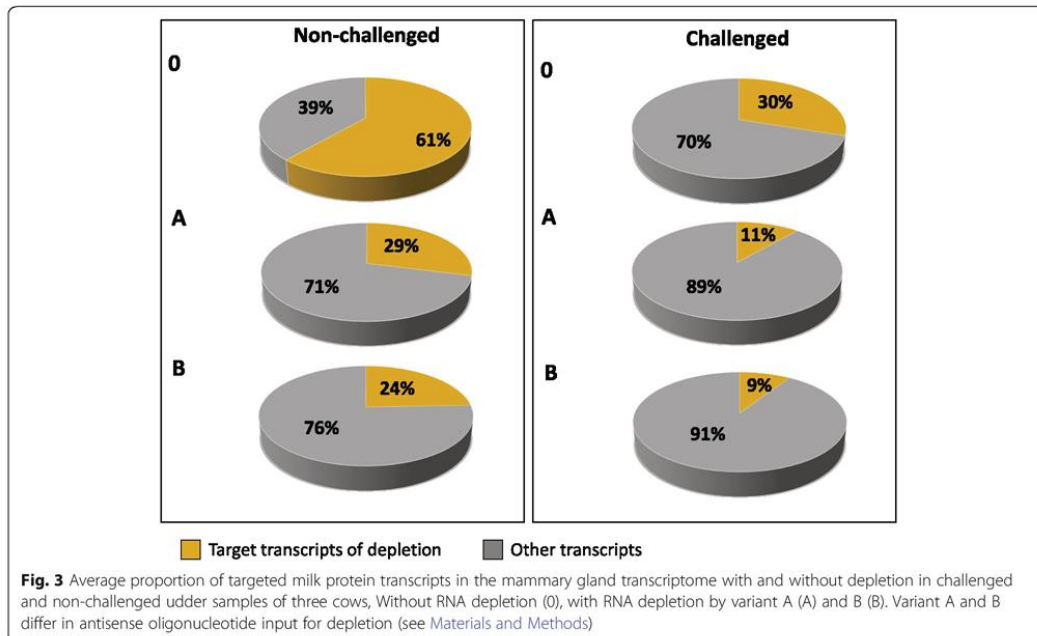 Non-challenged
0
39%
61%
A
29%
71%
B
24%
76%
Challenged
0
30%
70%
A
11%
89%
B
9%
91%
Target transcripts of depletion
Other transcripts
Fig. 3 Average proportion of targeted milk protein transcripts in the mammary gland transcriptome with and without depletion in challenged
and non-challenged udder samples of three cows, Without RNA depletion (0), with RNA depletion by variant A (A) and B (B). Variant A and B
differ in antisense oligonucleotide input for depletion (see Materials and Methods)